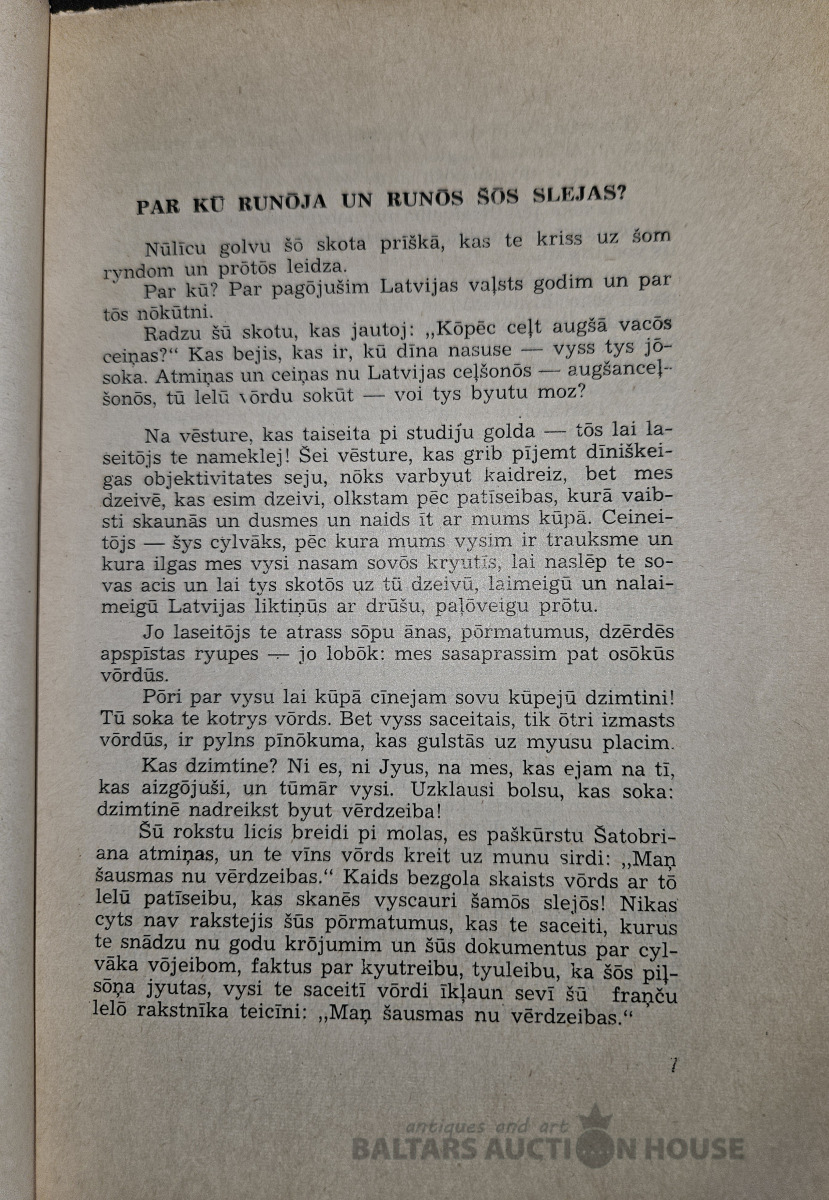 PAR KŪ RUNŌJA UN RUNŌS ŠŌS SLEJAS?
Nūlīcu golvu šō skota prīškā, kas te kriss uz šom
ryndom un prōtōs leidza.
Par kū? Par pagōjušim Latvijas vaļsts godim un par
tōs nōkūtni.
Radzu šū skotu, kas jautoj: „Kōpēc ceļt augšā vacōs
ceiņas?“ Kas bejis, kas ir, kū dīna nasuse — vyss tys jō-
soka. Atmiņas un ceiņas nu Latvijas ceļšonōs — augšanceļ-
šonōs, tū lelū vōrdu sokūt — voi tys byutu moz?
Na vēsture, kas taiseita pi studiju golda — tōs lai la-
seitōjs te nameklej! Šei vēsture, kas grib pījemt dīniškei-
gas objektivitates seju, nōks varbyut kaidreiz, bet mes
dzeivē, kas esim dzeivi, olkstam pēc patīseibas, kurā vaib-
sti skaunās un dusmes un naids īt ar mums kūpā. Ceinei-
tōjs — šys cylvāks, pēc kura mums vysim ir trauksme un
kura ilgas mes vysi nasam sovōs kryutīs, lai naslēp te so-
vas acis un lai tys skotōs uz tū dzeivū, laimeigū un nalai-
meigū Latvijas liktiņūs ar drūšu, paļōveigu prōtu.
Jo laseitōjs te atrass sōpu ānas, pōrmatumus, dzērdēs
apspīstas ryupes — jo lobōk: mes sasaprassim pat osōkūs
vōrdūs.
Pōri par vysu lai kūpā cīnejam sovu kūpejū dzimtini!
Tū soka te kotrys vōrds. Bet vyss saceitais, tik ōtri izmasts
vōrdūs, ir pylns pīnōkuma, kas gulstās uz myusu placim.
Kas dzimtine? Ni es, ni Jyus, na mes, kas ejam na tī,
kas aizgōjuši, un tūmār vysi. Uzklausi bolsu, kas soka:
dzimtinē nadreikst byut vērdzeiba!
Šū rokstu licis breidi pi molas, es paškūrstu Šatobri-
ana atmiņas, un te vīns vōrds kreit uz munu sirdi: „Maņ
šausmas nu vērdzeibas.“ Kaids bezgola skaists vōrds ar tō
lelū patīseibu, kas skanēs vyscauri šamōs slejōs! Nikas
cyts nav rakstejis šūs pōrmatumus, kas te saceiti, kurus
te snādzu nu godu krōjumim un šūs dokumentus par cyl-
vāka vōjeibom, faktus par kyutreibu, tyuleibu, ka šōs piļ-
sōņa jyutas, vysi te saceitī vōrdi īkļaun sevī šū franču
lelō rakstnīka teicīni: „Maņ šausmas nu vērdzeibas.“
7
antiques and art
BALTARS AUCTION HOUSE